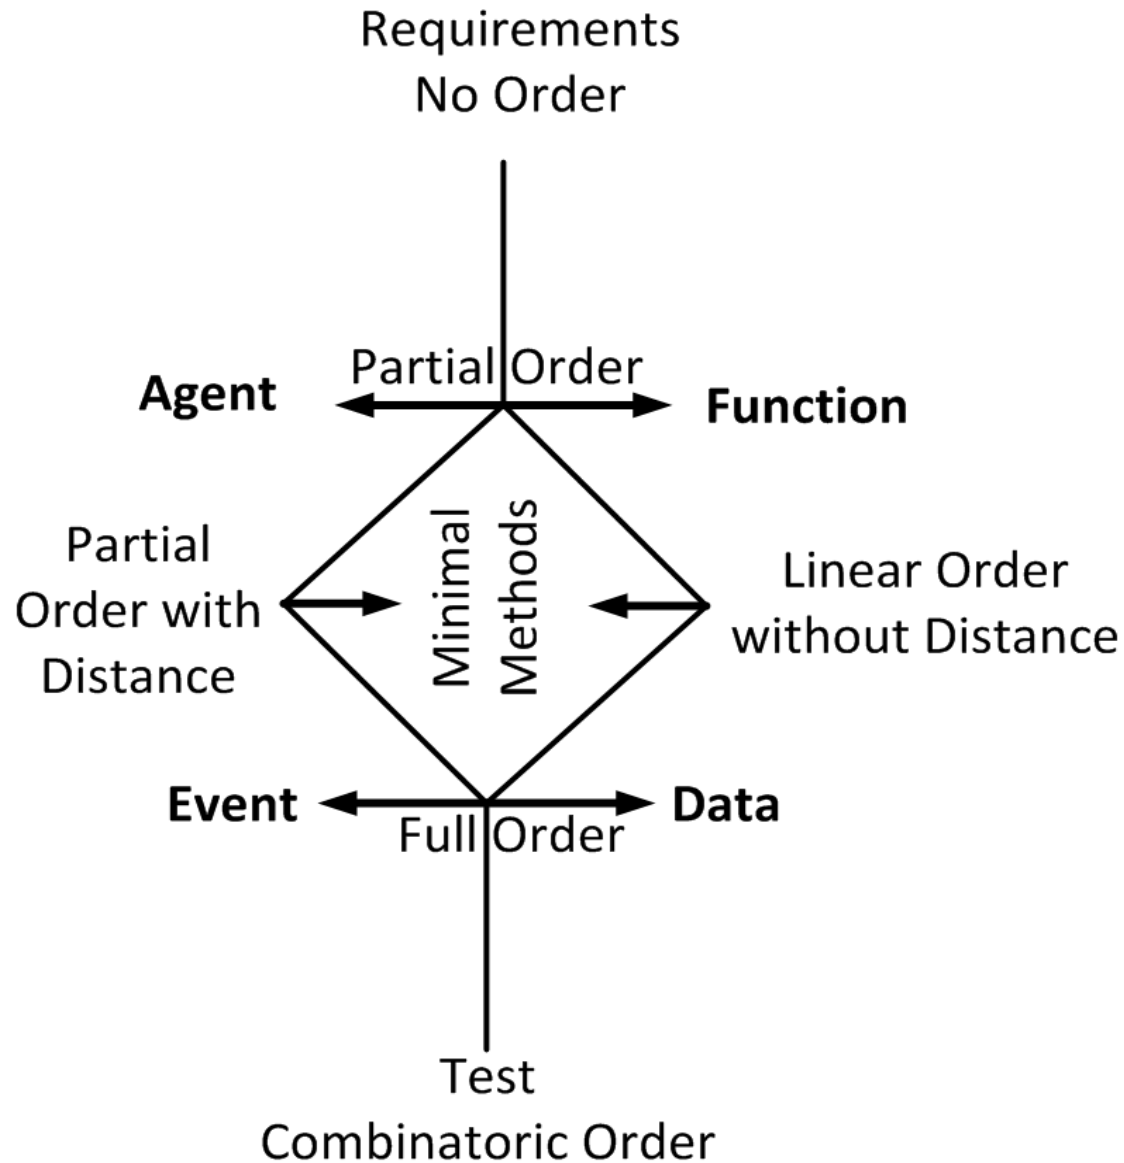 Requirements
No Order
Partial Order
Agent
Function
Partial
Order with
Distance
Minimal
Methods
Linear Order
without Distance
Event
Data
Full Order
Test
Combinatoric Order